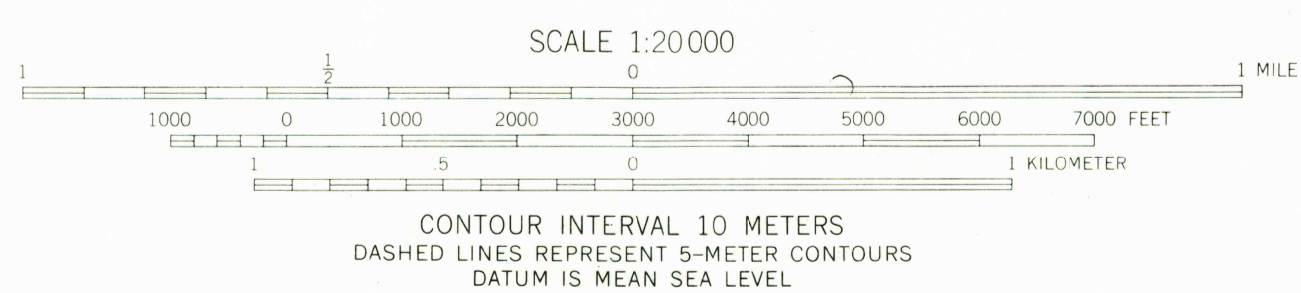 SCALE 1:20 000
1 1/2 0 1 MILE
1000 0 1000 2000 3000 4000 5000 6000 7000 FEET
1 .5 0 1 KILOMETER
CONTOUR INTERVAL 10 METERS
DASHED LINES REPRESENT 5-METER CONTOURS
DATUM IS MEAN SEA LEVEL